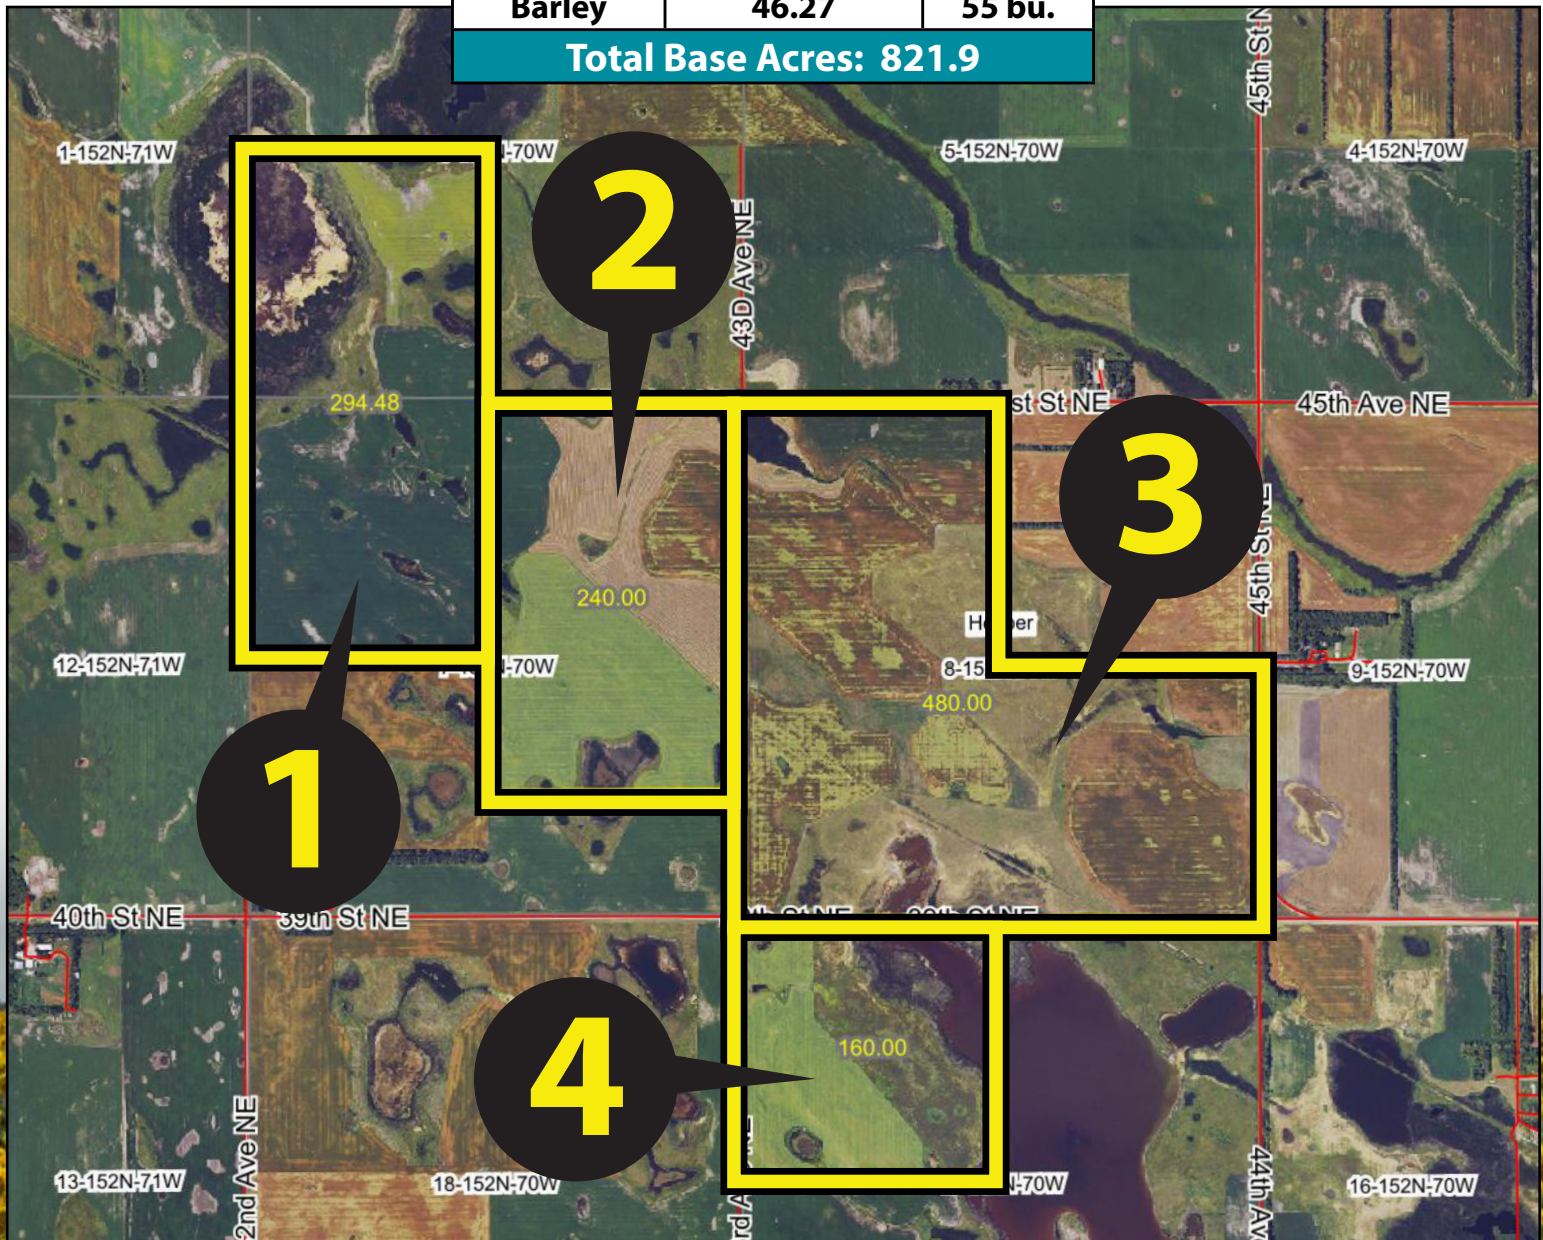 Barley 46.27 55 bu.
Total Base Acres: 821.9
45th St N
1-152N-71W
-70W
5-152N-70W
4-152N-70W
2
43D Ave NE
294.48
st St NE
45th Ave NE
3
45th St NE
240.00
12-152N-71W
N-70W
8-15
9-152N-70W
480.00
1
40th St NE
39th St NE
4
160.00
13-152N-71W
18-152N-70W
N-70W
16-152N-70W
2nd Ave NE
rd A
44th Av